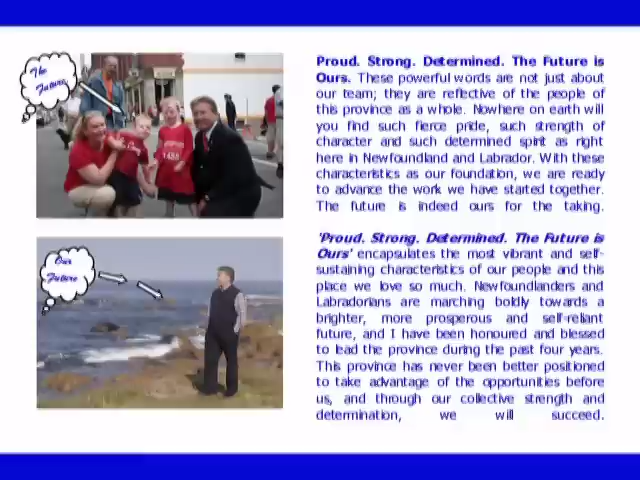 The
Future
Proud. Strong. Determined. The Future is
Ours. These powerful words are not just about
our team; they are reflective of the people of
this province as a whole. Nowhere on earth will
you find such fierce pride, such strength of
character and such determined spirit as right
here in Newfoundland and Labrador. With these
characteristics as our foundation, we are ready
to advance the work we have started together.
The future is indeed ours for the taking.
Our
Future
'Proud. Strong. Determined. The Future is
Ours' encapsulates the most vibrant and self-
sustaining characteristics of our people and this
place we love so much. Newfoundlanders and
Labradorians are marching boldly towards a
brighter, more prosperous and self-reliant
future, and I have been honoured and blessed
to lead the province during the past four years.
This province has never been better positioned
to take advantage of the opportunities before
us, and through our collective strength and
determination, we will succeed.